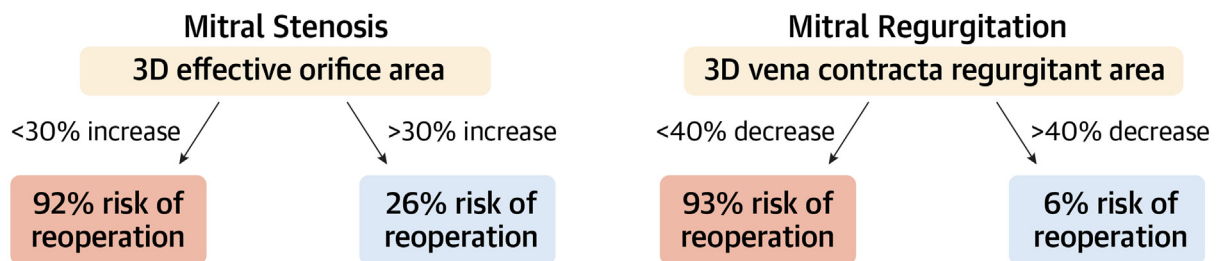 Mitral Stenosis
3D effective orifice area
<30% increase
>30% increase
92% risk of
reoperation
26% risk of
reoperation
Mitral Regurgitation
3D vena contracta regurgitant area
<40% decrease
>40% decrease
93% risk of
reoperation
6% risk of
reoperation